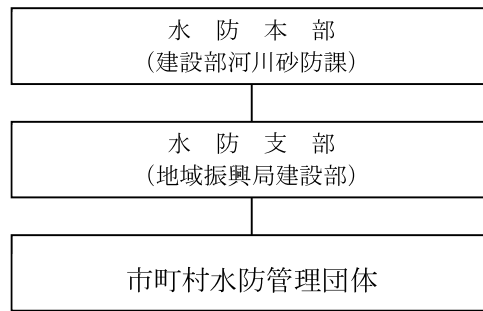 水　防　本　部
（建設部河川砂防課）
水　防　支　部
（地域振興局建設部）
市町村水防管理団体